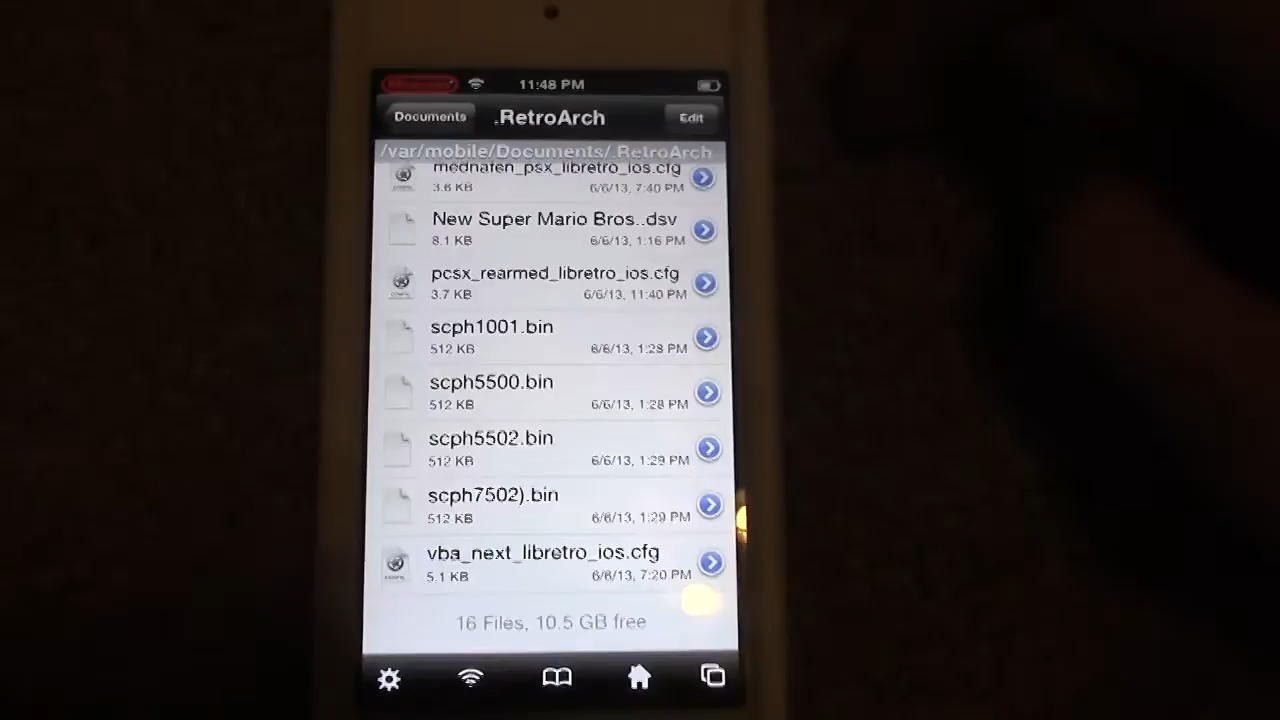 11:48 PM
Documents
.RetroArch
Edit
/var/mobile/Documents/.RetroArch
mednafen_psx_libretro_ios.cfg
3.6 KB
6/6/13, 7:40 PM
New Super Mario Bros..dsv
8.1 KB
6/6/13, 1:16 PM
pcsx_rearmed_libretro_ios.cfg
3.7 KB
6/6/13, 11:40 PM
scph1001.bin
512 KB
6/6/13, 1:28 PM
scph5500.bin
512 KB
6/6/13, 1:28 PM
scph5502.bin
512 KB
6/6/13, 1:29 PM
scph7502).bin
512 KB
6/6/13, 1:29 PM
vba_next_libretro_ios.cfg
5.1 KB
6/6/13, 7:20 PM
16 Files, 10.5 GB free